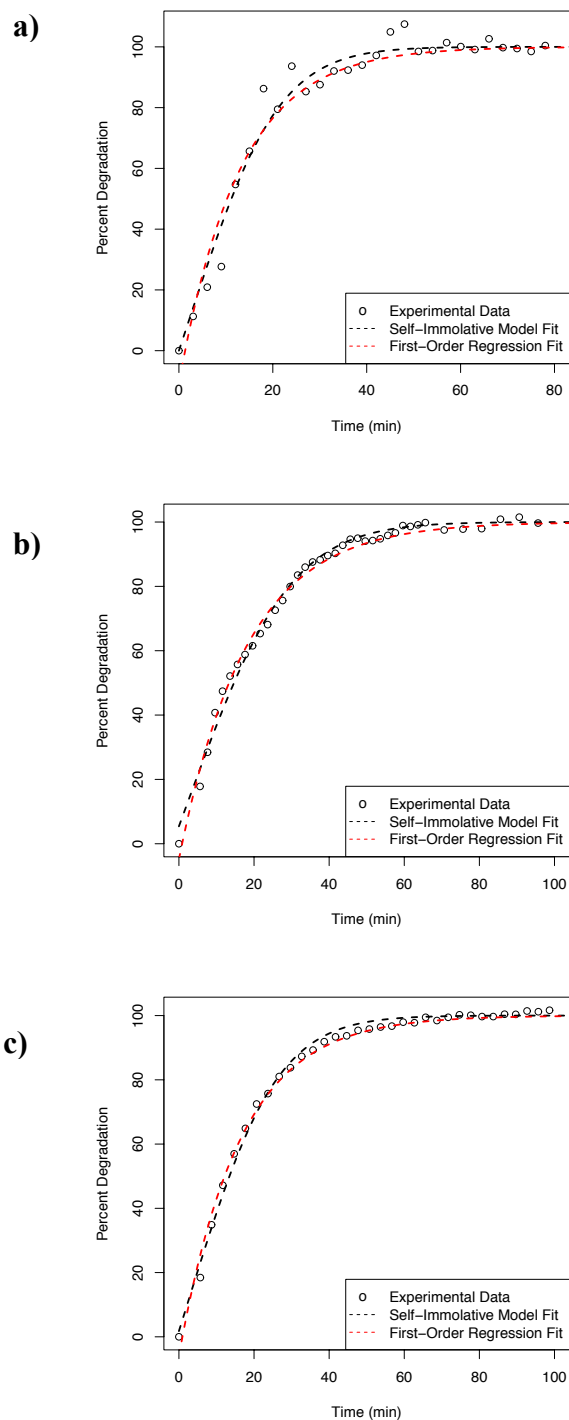 a)
Percent Degradation
100
80
60
40
20
0
Experimental Data
Self−Immolative Model Fit
First−Order Regression Fit
0 20 40 60 80
Time (min)
b)
Percent Degradation
100
80
60
40
20
0
Experimental Data
Self−Immolative Model Fit
First−Order Regression Fit
0 20 40 60 80 100
Time (min)
c)
Percent Degradation
100
80
60
40
20
0
Experimental Data
Self−Immolative Model Fit
First−Order Regression Fit
0 20 40 60 80 100
Time (min)